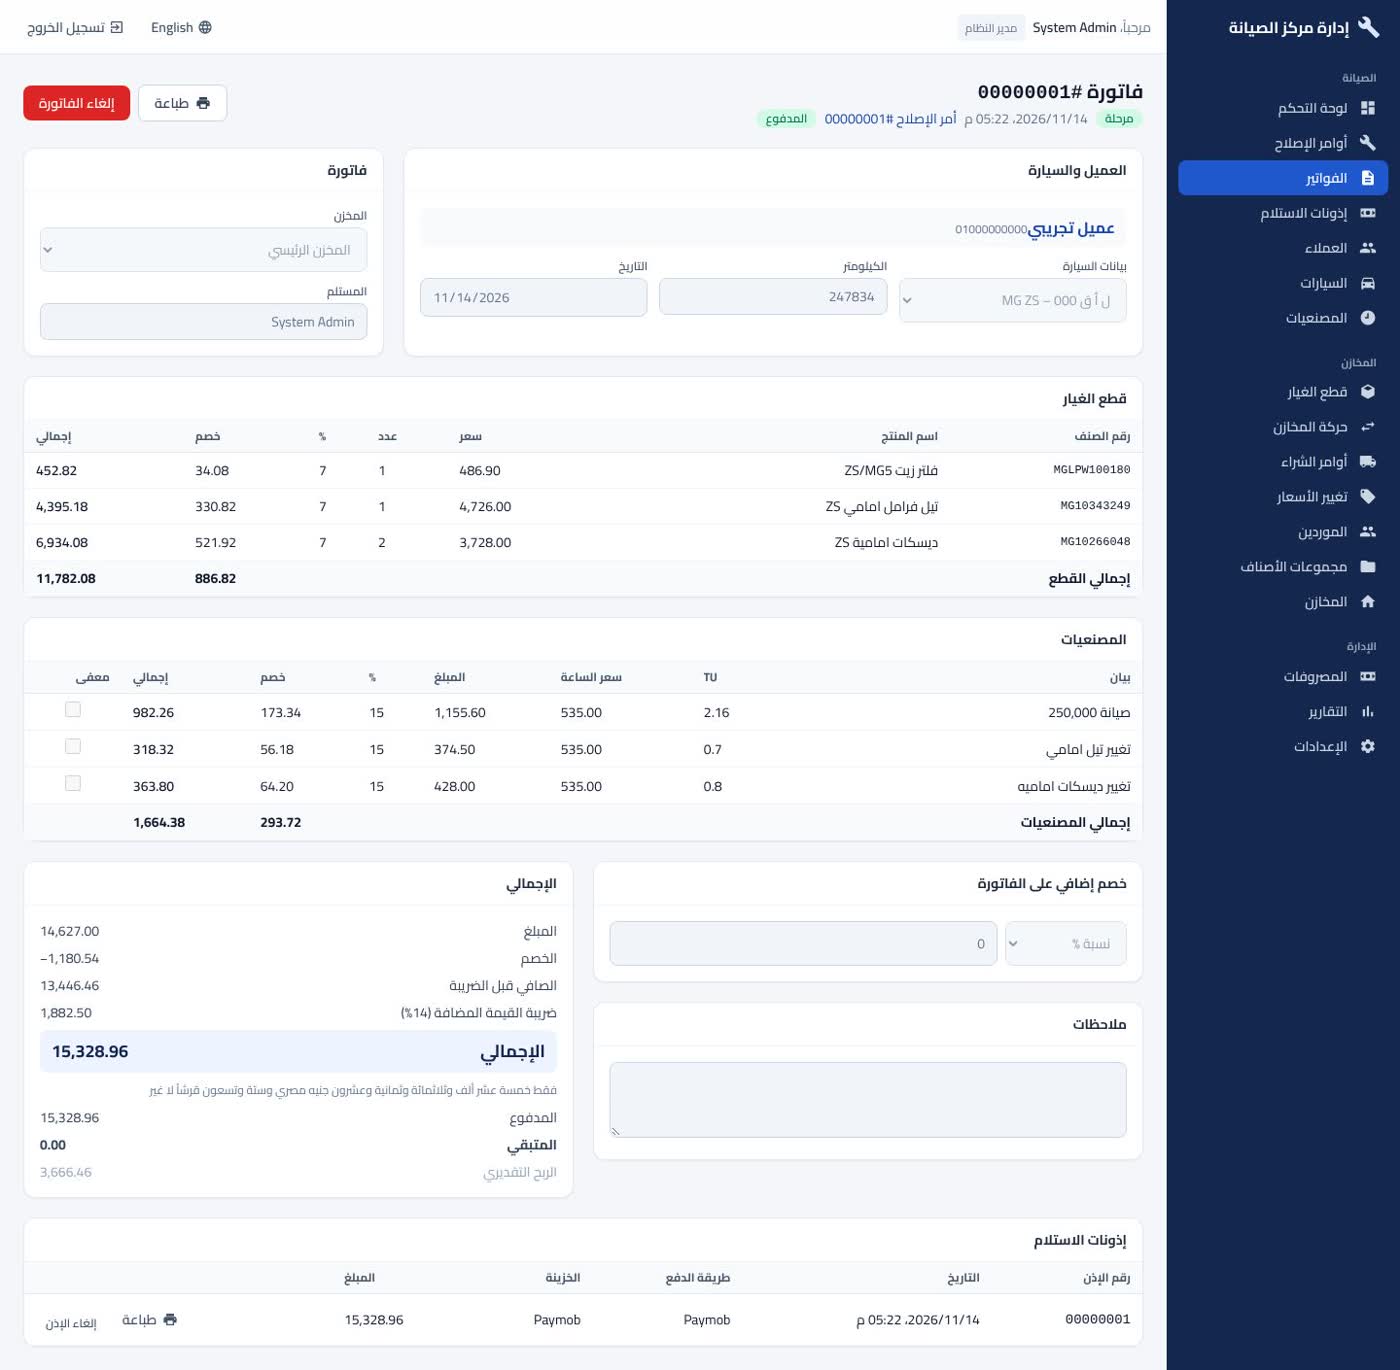 إدارة مركز الصيانة
الصيانة
لوحة التحكم
أوامر الإصلاح
الفواتير
إذونات الاستلام
العملاء
السيارات
المصنعيات
المخازن
قطع الغيار
حركة المخازن
أوامر الشراء
تغيير الأسعار
الموردين
مجموعات الأصناف
المخازن
الإدارة
المصروفات
التقارير
الإعدادات
مرحباً، System Admin مدير النظام
English تسجيل الخروج
فاتورة #00000001
مرحلة 2026/11/14، 05:22 م أمر الإصلاح #00000001 المدفوع
طباعة إلغاء الفاتورة
العميل والسيارة
عميل تجريبي 01000000000
بيانات السيارة الكيلومتر التاريخ
ل أ ق 000 – MG ZS 247834 11/14/2026
فاتورة
المخزن
المخزن الرئيسي
المستلم
System Admin
قطع الغيار
رقم الصنف اسم المنتج سعر عدد % خصم إجمالي
MGLPW100180 فلتر زيت ZS/MG5 486.90 1 7 34.08 452.82
MG10343249 تيل فرامل امامي ZS 4,726.00 1 7 330.82 4,395.18
MG10266048 ديسكات امامية ZS 3,728.00 2 7 521.92 6,934.08
إجمالي القطع 886.82 11,782.08
المصنعيات
بيان TU سعر الساعة المبلغ % خصم إجمالي معفى
صيانة 250,000 2.16 535.00 1,155.60 15 173.34 982.26
تغيير تيل امامي 0.7 535.00 374.50 15 56.18 318.32
تغيير ديسكات اماميه 0.8 535.00 428.00 15 64.20 363.80
إجمالي المصنعيات 293.72 1,664.38
خصم إضافي على الفاتورة
نسبة % 0
ملاحظات
الإجمالي
المبلغ 14,627.00
الخصم −1,180.54
الصافي قبل الضريبة 13,446.46
ضريبة القيمة المضافة (14%) 1,882.50
الإجمالي 15,328.96
فقط خمسة عشر ألف وثلاثمائة وثمانية وعشرون جنيه مصري وستة وتسعون قرشاً لا غير
المدفوع 15,328.96
المتبقي 0.00
الربح التقديري 3,666.46
إذونات الاستلام
رقم الإذن التاريخ طريقة الدفع الخزينة المبلغ
00000001 2026/11/14، 05:22 م Paymob Paymob 15,328.96 طباعة إلغاء الإذن